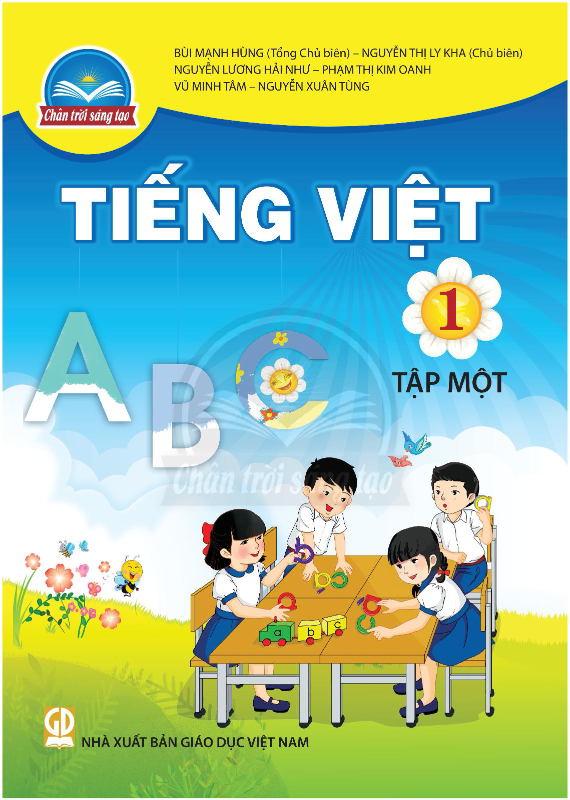 BÙI MẠNH HÙNG (Tổng Chủ biên) – NGUYỄN THỊ LY KHA (Chủ biên)
NGUYỄN LƯƠNG HẢI NHƯ – PHẠM THỊ KIM OANH
VŨ MINH TÂM – NGUYỄN XUÂN TÙNG
Chân trời sáng tạo
TIẾNG VIỆT
1
TẬP MỘT
A B C
Chân trời sáng tạo
a b a
GD
NHÀ XUẤT BẢN GIÁO DỤC VIỆT NAM